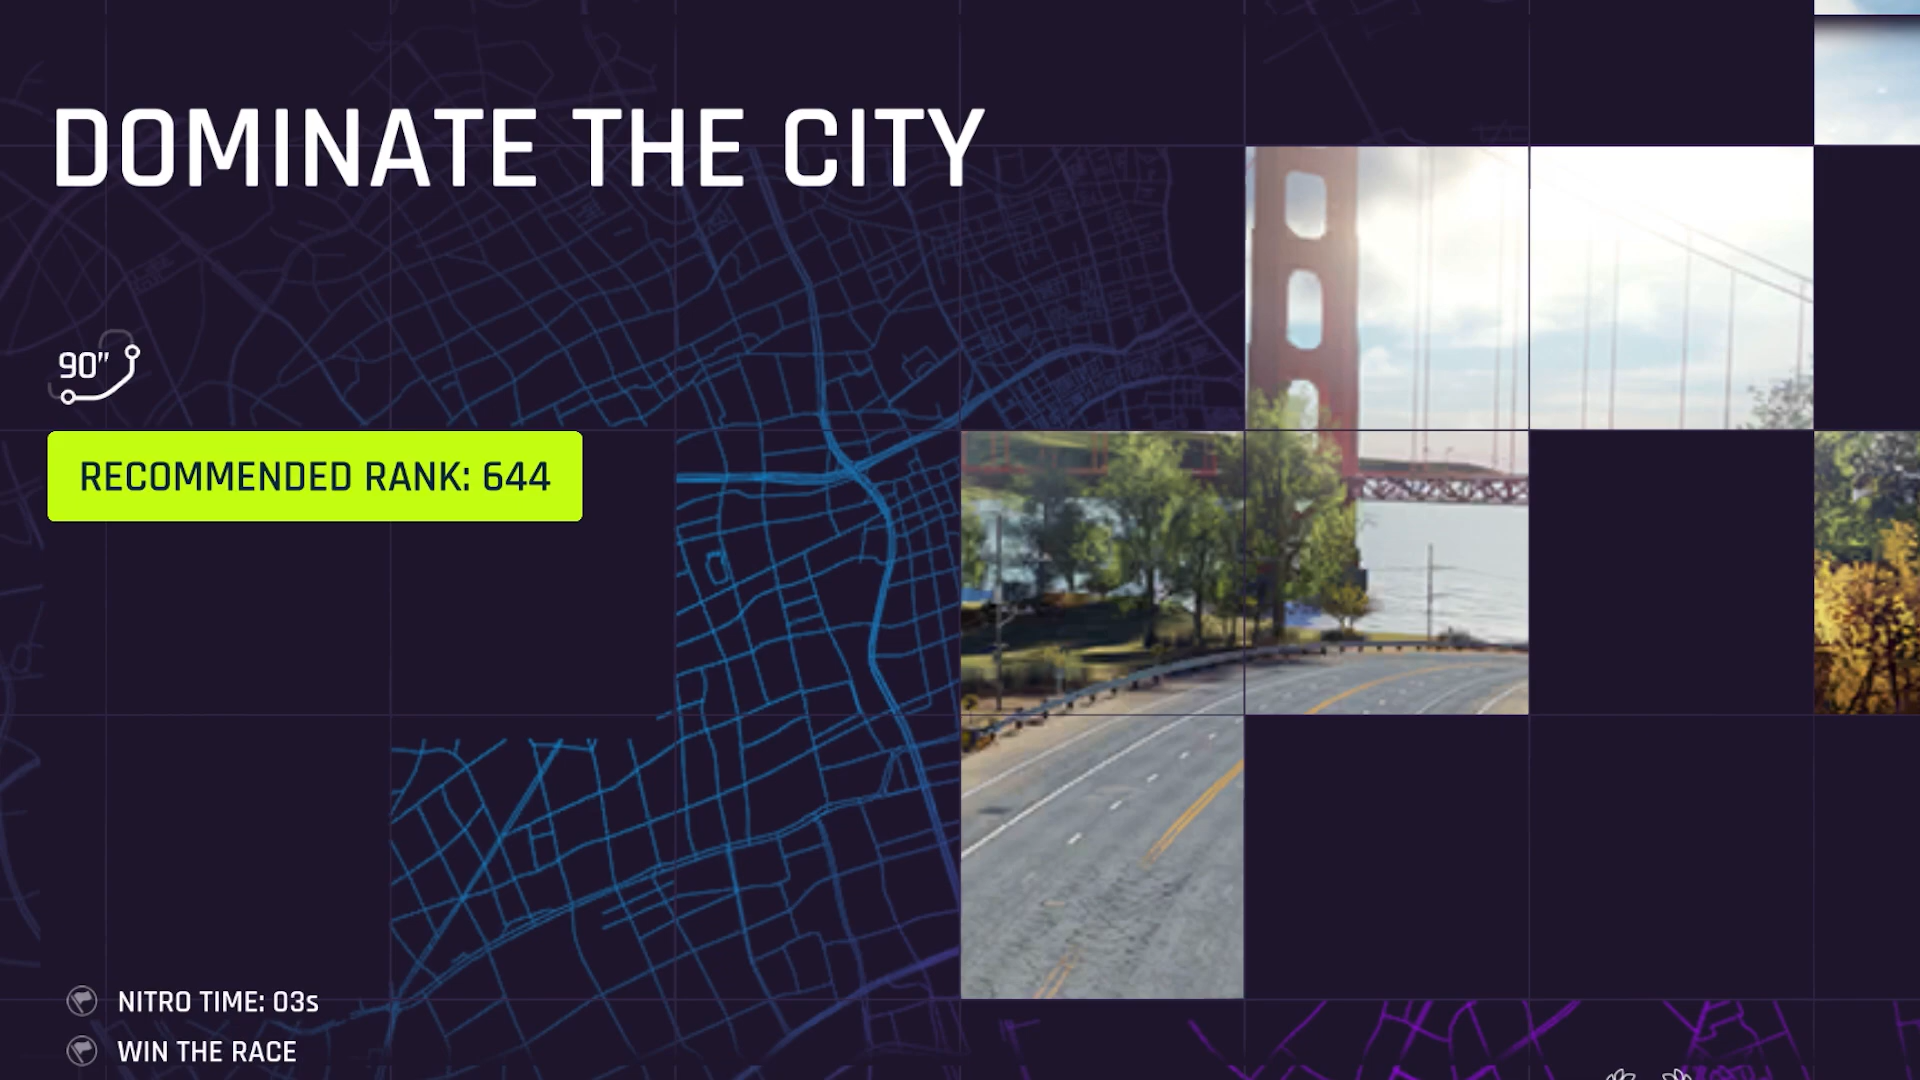 DOMINATE THE CITY
90"
RECOMMENDED RANK: 644
NITRO TIME: 03s
WIN THE RACE